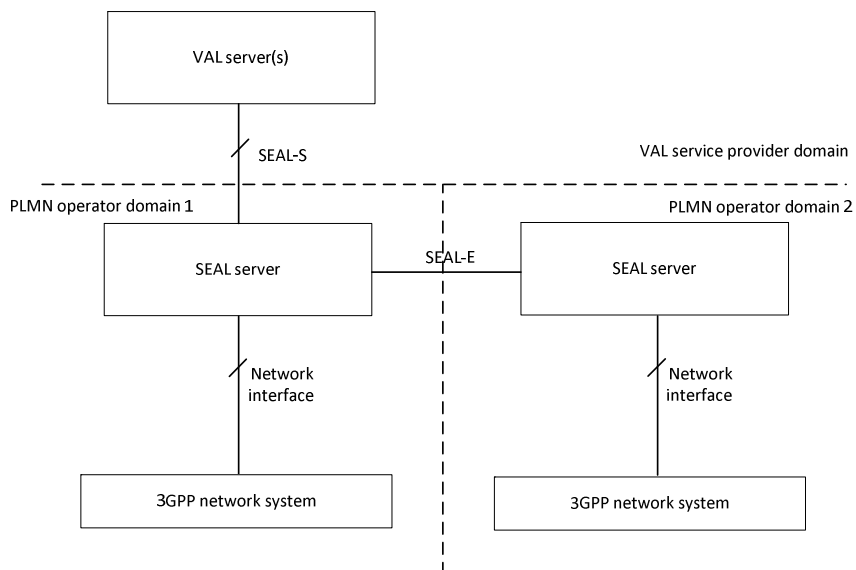 VAL server(s)
SEAL-S
VAL service provider domain
PLMN operator domain 1
PLMN operator domain 2
SEAL server
SEAL-E
SEAL server
Network
interface
Network
interface
3GPP network system
3GPP network system